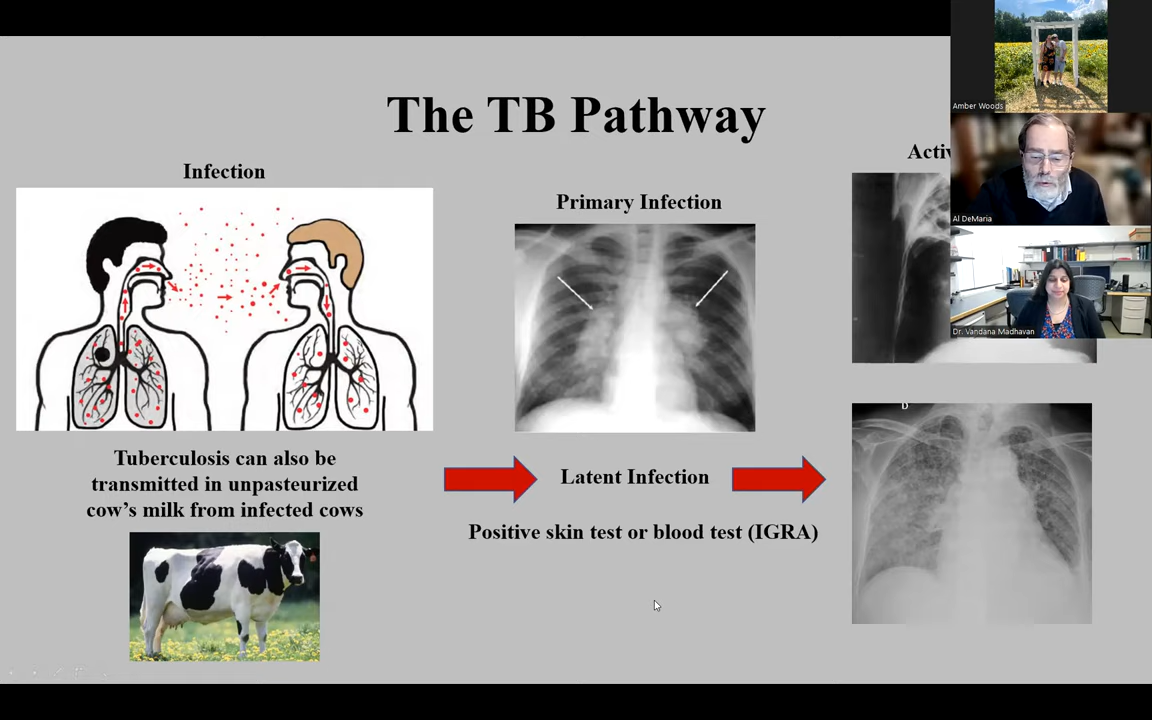 The TB Pathway
Infection
Primary Infection
Tuberculosis can also be
transmitted in unpasteurized
cow's milk from infected cows
Latent Infection
Positive skin test or blood test (IGRA)
D
Amber Woods
Al DeMaria
Dr. Vandana Madhavan